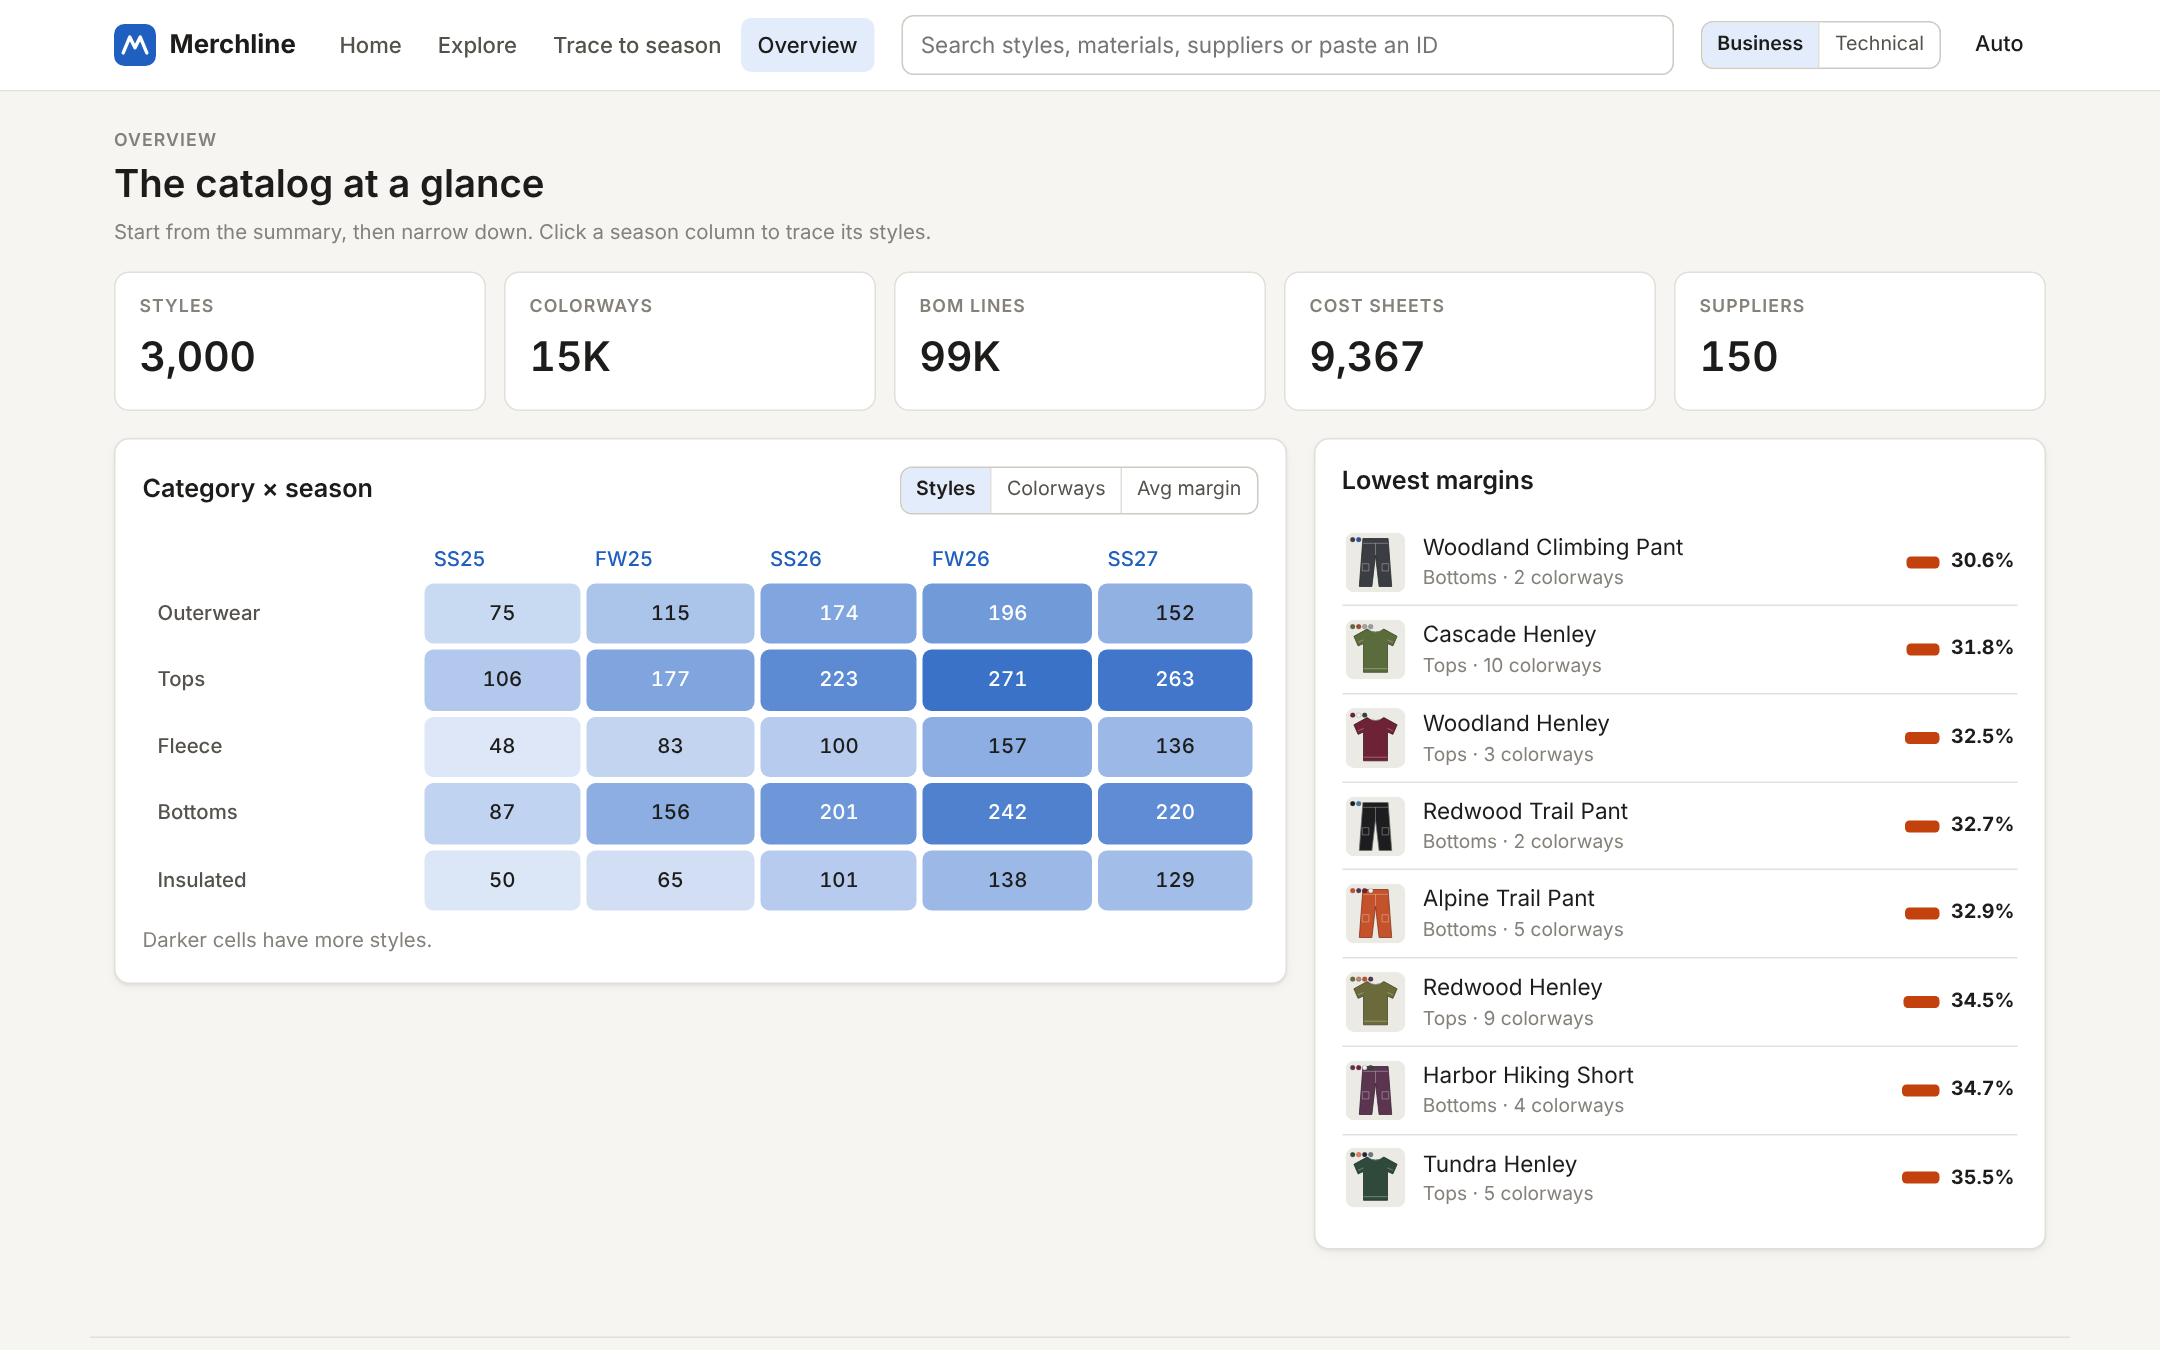 Merchline
Home
Explore
Trace to season
Overview
Search styles, materials, suppliers or paste an ID
Business
Technical
Auto
OVERVIEW
The catalog at a glance
Start from the summary, then narrow down. Click a season column to trace its styles.
STYLES
3,000
COLORWAYS
15K
BOM LINES
99K
COST SHEETS
9,367
SUPPLIERS
150
Category × season
Styles
Colorways
Avg margin
SS25 FW25 SS26 FW26 SS27
Outerwear 75 115 174 196 152
Tops 106 177 223 271 263
Fleece 48 83 100 157 136
Bottoms 87 156 201 242 220
Insulated 50 65 101 138 129
Darker cells have more styles.
Lowest margins
Woodland Climbing Pant
Bottoms · 2 colorways
30.6%
Cascade Henley
Tops · 10 colorways
31.8%
Woodland Henley
Tops · 3 colorways
32.5%
Redwood Trail Pant
Bottoms · 2 colorways
32.7%
Alpine Trail Pant
Bottoms · 5 colorways
32.9%
Redwood Henley
Tops · 9 colorways
34.5%
Harbor Hiking Short
Bottoms · 4 colorways
34.7%
Tundra Henley
Tops · 5 colorways
35.5%